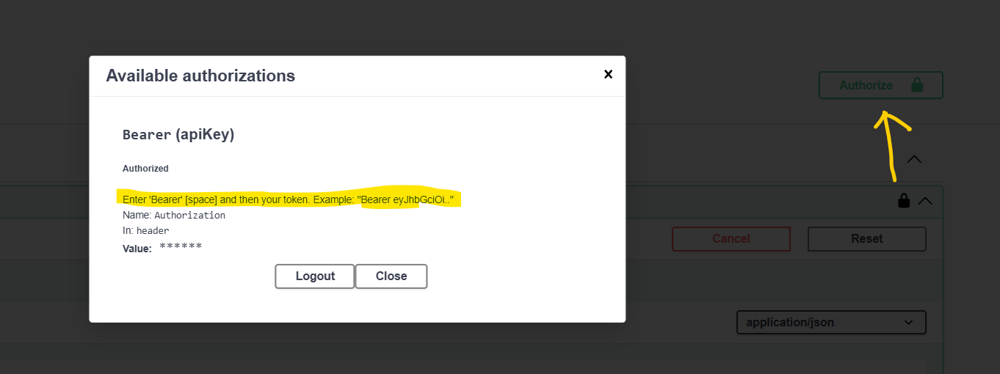 Available authorizations
Authorize
Bearer (apiKey)
Authorized
Enter 'Bearer' [space] and then your token. Example: "Bearer eyJhbGciOi.."
Name: Authorization
In: header
Value: ******
Cancel
Reset
Logout
Close
application/json